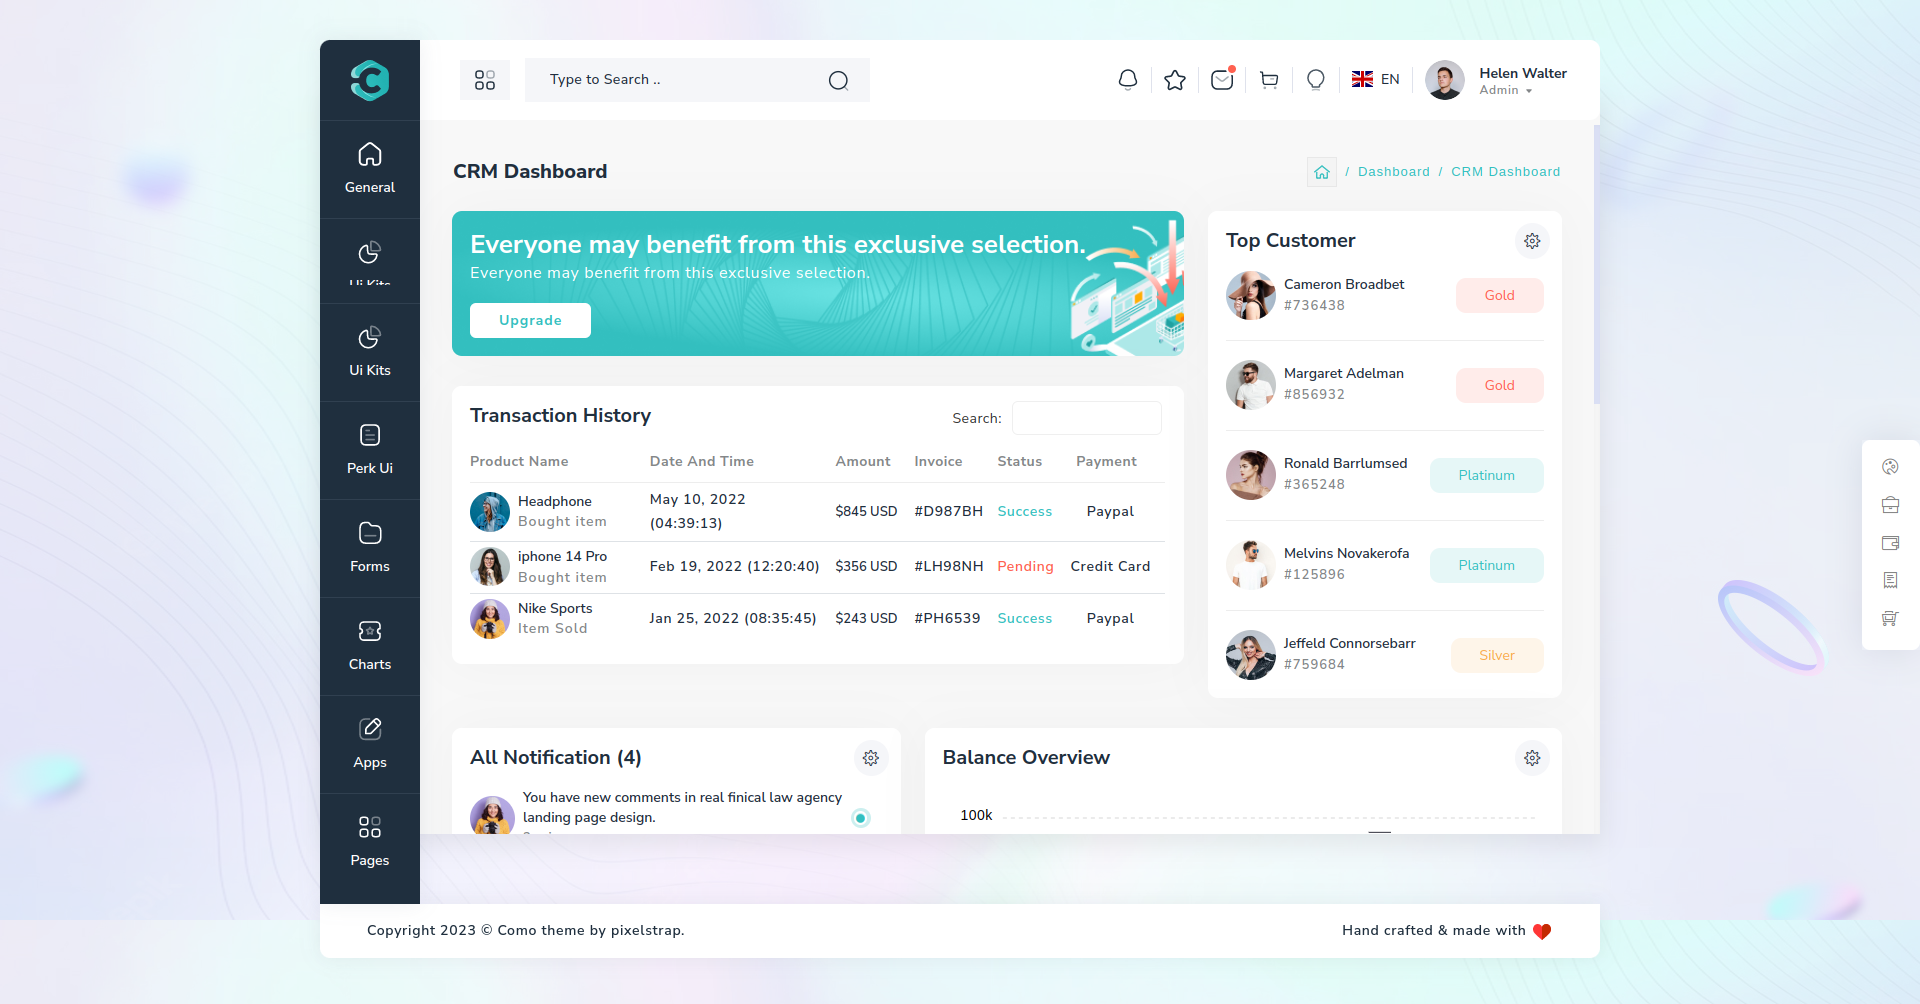 Type to Search ..
EN
Helen Walter
Admin
General
Ui Kits
Ui Kits
Perk Ui
Forms
Charts
Apps
Pages
CRM Dashboard
/ Dashboard / CRM Dashboard
Everyone may benefit from this exclusive selection.
Everyone may benefit from this exclusive selection.
Upgrade
Transaction History
Search:
Product Name Date And Time Amount Invoice Status Payment
Headphone
Bought item
May 10, 2022
(04:39:13)
$845 USD #D987BH Success Paypal
iphone 14 Pro
Bought item
Feb 19, 2022 (12:20:40) $356 USD #LH98NH Pending Credit Card
Nike Sports
Item Sold
Jan 25, 2022 (08:35:45) $243 USD #PH6539 Success Paypal
Top Customer
Cameron Broadbet
#736438
Gold
Margaret Adelman
#856932
Gold
Ronald Barrlumsed
#365248
Platinum
Melvins Novakerofa
#125896
Platinum
Jeffeld Connorsebarr
#759684
Silver
All Notification (4)
You have new comments in real finical law agency
landing page design.
Balance Overview
100k
Copyright 2023 © Como theme by pixelstrap.
Hand crafted & made with